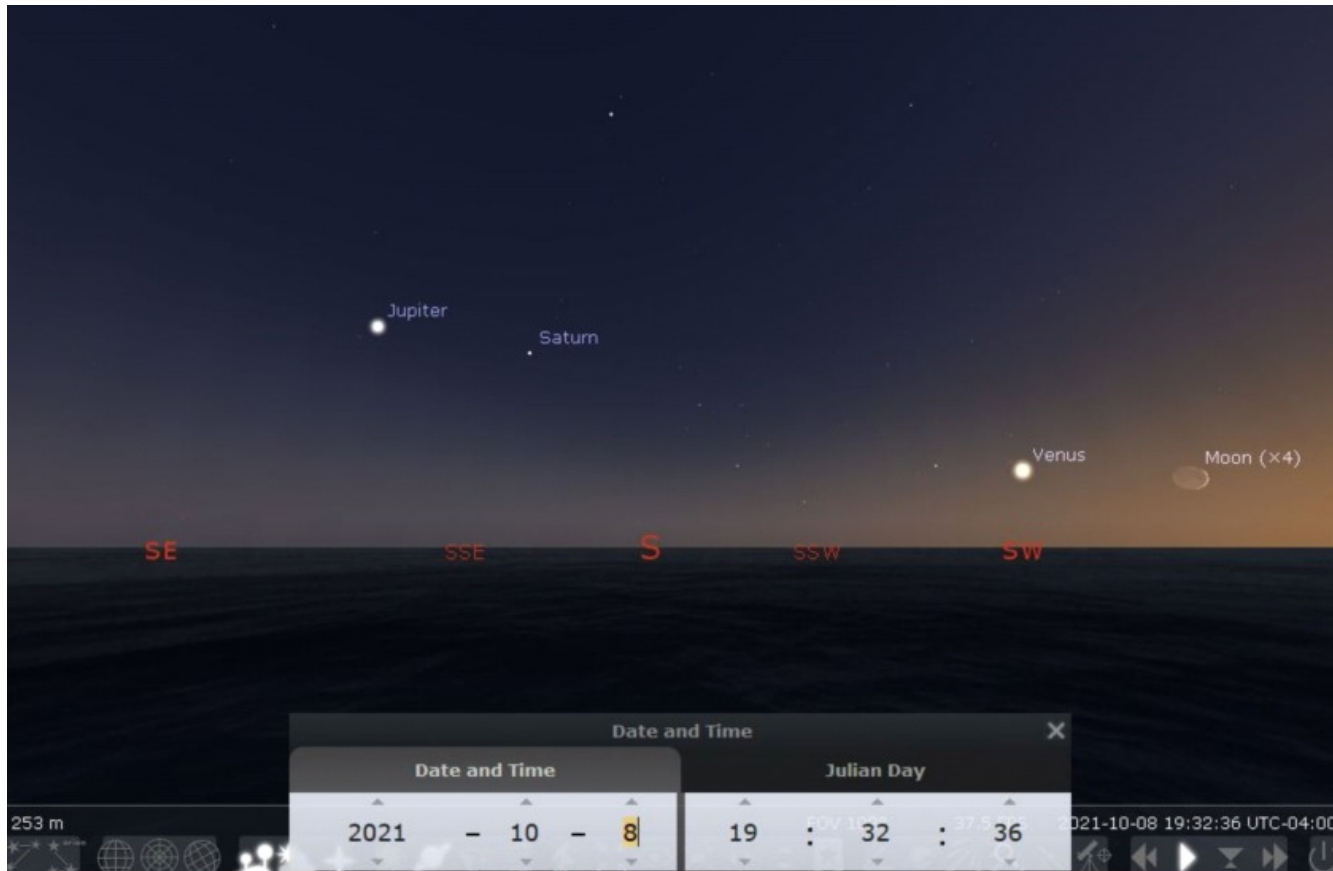 Jupiter
Saturn
Venus
Moon (×4)
SE SSE S SSW SW
Date and Time ×
Date and Time Julian Day
2021 - 10 - 8 19 : 32 : 36
253 m 2021-10-08 19:32:36 UTC-04:00